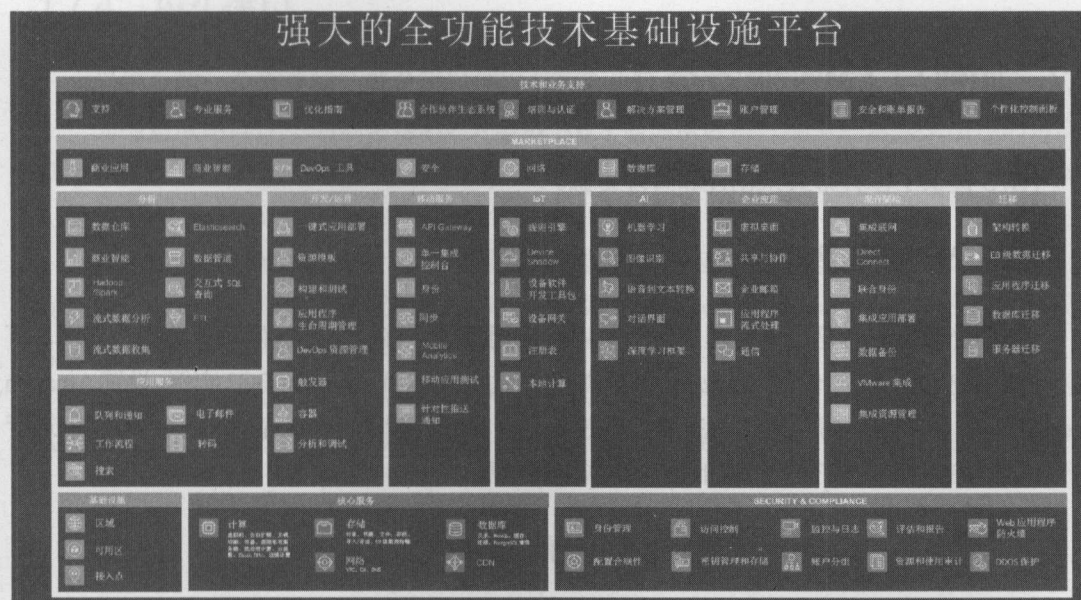 强大的全功能技术基础设施平台
技术和业务支持
支持
专业服务
优化指南
合作伙伴生态系统
培训与认证
解决方案管理
账户管理
安全和账单报告
个性化控制面板
MARKETPLACE
商业应用
商业智能
DevOps 工具
安全
网络
数据库
存储
分析
数据仓库
Elasticsearch
商业智能
数据管道
Hadoop/
Spark
交互式 SQL
查询
流式数据分析
ETL
流式数据收集
应用服务
队列和通知
电子邮件
工作流程
转码
搜索
开发/运维
一键式应用部署
资源模板
构建和测试
应用程序
生命周期管理
DevOps 资源管理
触发器
容器
分析和调试
移动服务
API Gateway
单一集成
控制台
身份
同步
Mobile
Analytics
移动应用测试
针对性推送
通知
IoT
规则引擎
Device
Shadow
设备软件
开发工具包
设备网关
注册表
本地计算
AI
机器学习
图像识别
语音到文本转换
对话界面
深度学习框架
企业应用
虚拟桌面
共享与协作
企业邮箱
应用程序
流式处理
通信
混合架构
集成联网
Direct
Connect
联合身份
集成应用部署
数据备份
VMware 集成
集成资源管理
迁移
架构转换
EB 级数据迁移
应用程序迁移
数据库迁移
服务器迁移
基础设施
区域
可用区
接入点
核心服务
计算
存储
数据库
网络
CDN
SECURITY & COMPLIANCE
身份管理
访问控制
监控与日志
评估和报告
Web 应用程序
防火墙
配置合规性
密钥管理和存储
账户分组
资源和使用审计
DDOS 保护